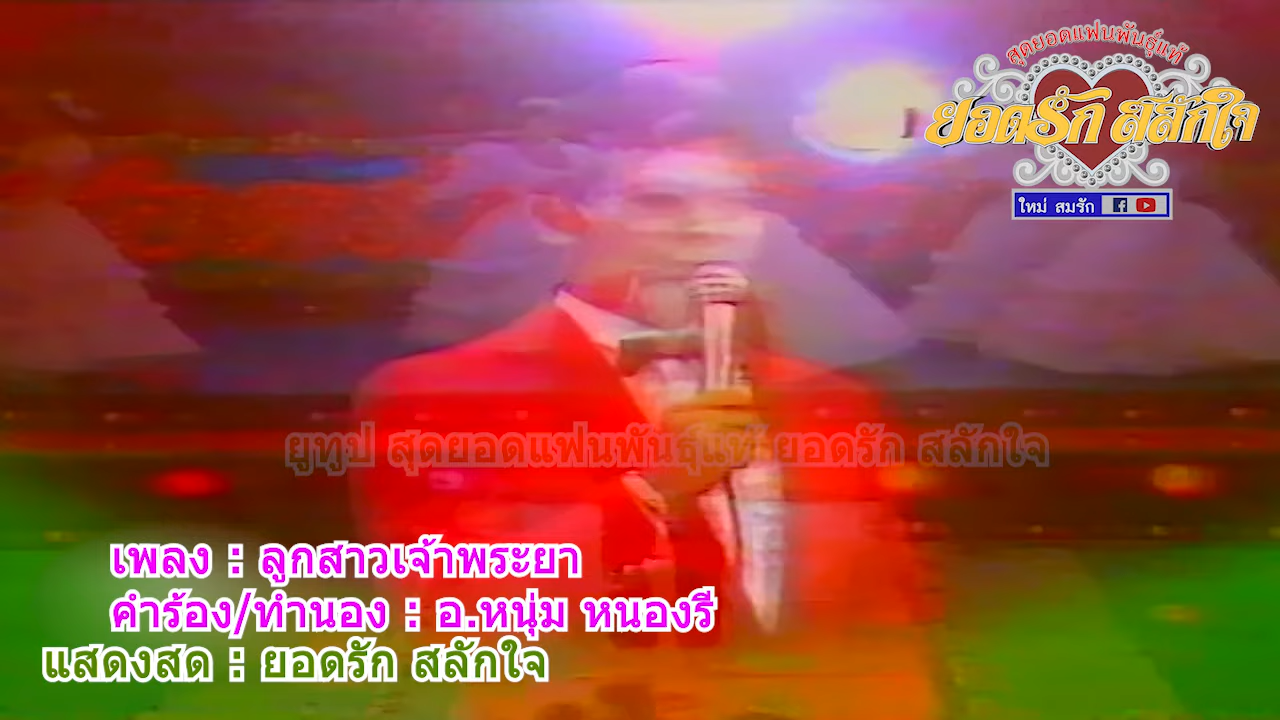 สุดยอดแฟนพันธุ์แท้
ยอดรัก สลักใจ
ใหม่ สมรัก
ยูทูป สุดยอดแฟนพันธุ์แท้ ยอดรัก สลักใจ
เพลง : ลูกสาวเจ้าพระยา
คำร้อง/ทำนอง : อ.หนุ่ม หนองรี
แสดงสด : ยอดรัก สลักใจ